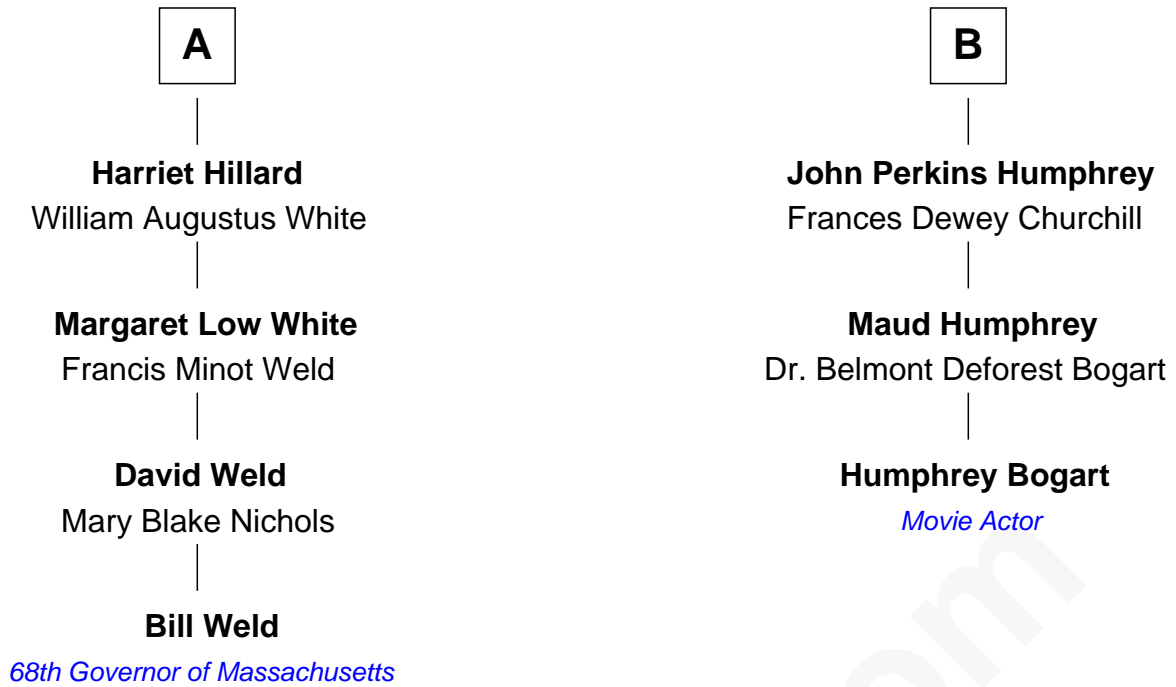 A
Harriet Hillard
William Augustus White
Margaret Low White
Francis Minot Weld
David Weld
Mary Blake Nichols
Bill Weld
68th Governor of Massachusetts
B
John Perkins Humphrey
Frances Dewey Churchill
Maud Humphrey
Dr. Belmont Deforest Bogart
Humphrey Bogart
Movie Actor
om